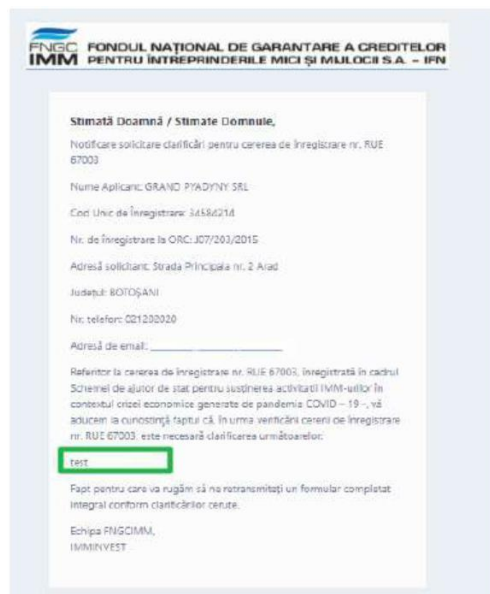 FNGC IMM
FONDUL NAȚIONAL DE GARANTARE A CREDITELOR
PENTRU ÎNTREPRINDERILE MICI ȘI MIJLOCII S.A. – IFN
Stimată Doamnă / Stimate Domnule,
Notificare solicitare clarificări pentru cererea de înregistrare nr. RUE
67003
Nume Aplicant: GRAND PYADYNY SRL
Cod Unic de Înregistrare: 34584214
Nr. de înregistrare la ORC: J07/203/2015
Adresă solicitant: Strada Principala nr. 2 Arad
Județul: BOTOȘANI
Nr. telefon: 021202020
Adresă de email:
Referitor la cererea de înregistrare nr. RUE 67003, înregistrată în cadrul
Schemei de ajutor de stat pentru susținerea activitatii IMM-urilor în
contextul crizei economice generate de pandemia COVID – 19 –, vă
aducem la cunostință faptul că, în urma verificării cererii de înregistrare
nr. RUE 67003, este necesară clarificarea următoarelor:
test
Fapt pentru care va rugăm să ne retransmiteți un formular completat
integral conform clarificărilor cerute.
Echipa FNGCIMM,
IMMINVEST